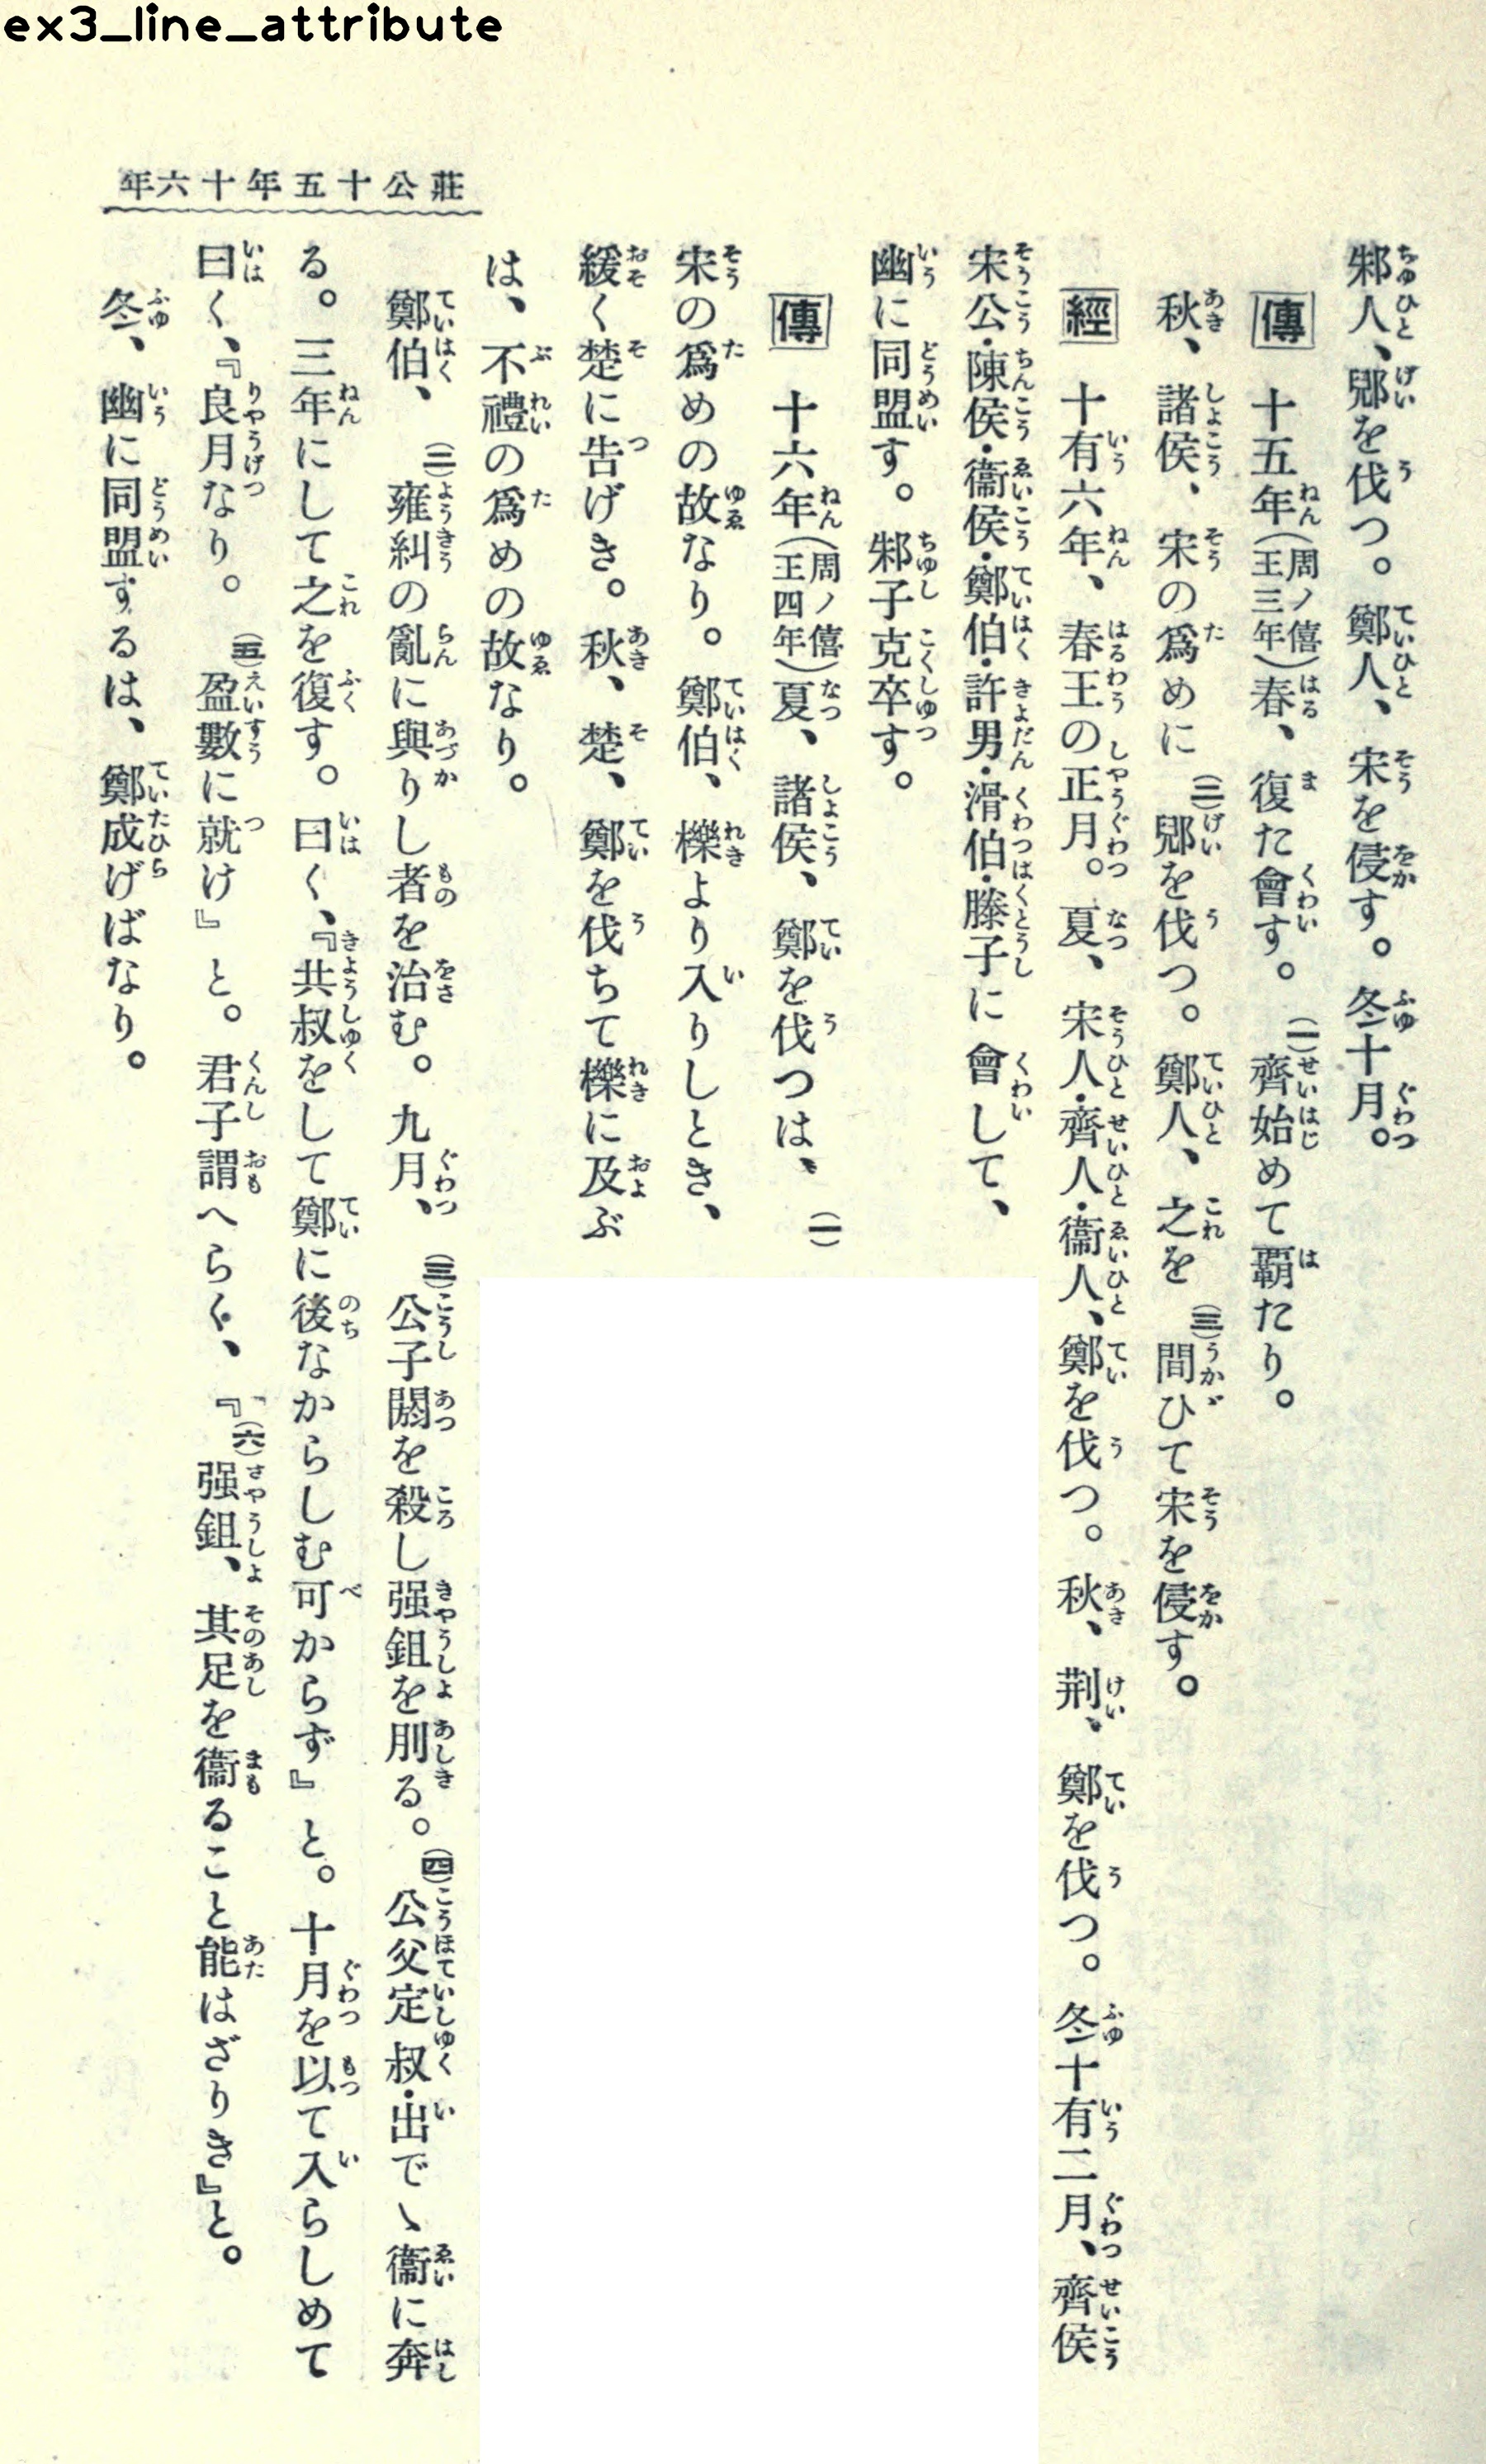 ex3_line_attribute
莊公十五年十六年
邾人、郳を伐つ。鄭人、宋を侵す。冬十月。
傳 十五年(周ノ僖王三年)春、復た會す。(一)齊始めて覇たり。
秋、諸侯、宋の爲めに(二)郳を伐つ。鄭人、之を(三)間ひて宋を侵す。
經 十有六年、春王の正月。夏、宋人・齊人・衞人、鄭を伐つ。秋、荆、鄭を伐つ。冬十有二月、齊侯
宋公・陳侯・衞侯・鄭伯・許男・滑伯・滕子に會して、
幽に同盟す。邾子克卒す。
傳 十六年(周ノ僖王四年)夏、諸侯、鄭を伐つは、(一)
宋の爲めの故なり。鄭伯、櫟より入りしとき、
緩く楚に告げき。秋、楚、鄭を伐ちて櫟に及ぶ
は、不禮の爲めの故なり。
鄭伯、(二)雍糾の亂に與りし者を治む。九月、(三)公子閼を殺し强鉏を刖る。(四)公父定叔・出でゝ衞に奔
る。三年にして之を復す。曰く、『共叔をして鄭に後なからしむ可からず』と。十月を以て入らしめて
曰く、『良月なり。(五)盈數に就け』と。君子謂へらく、『(六)强鉏、其足を衞ること能はざりき』と。
冬、幽に同盟するは、鄭成げばなり。